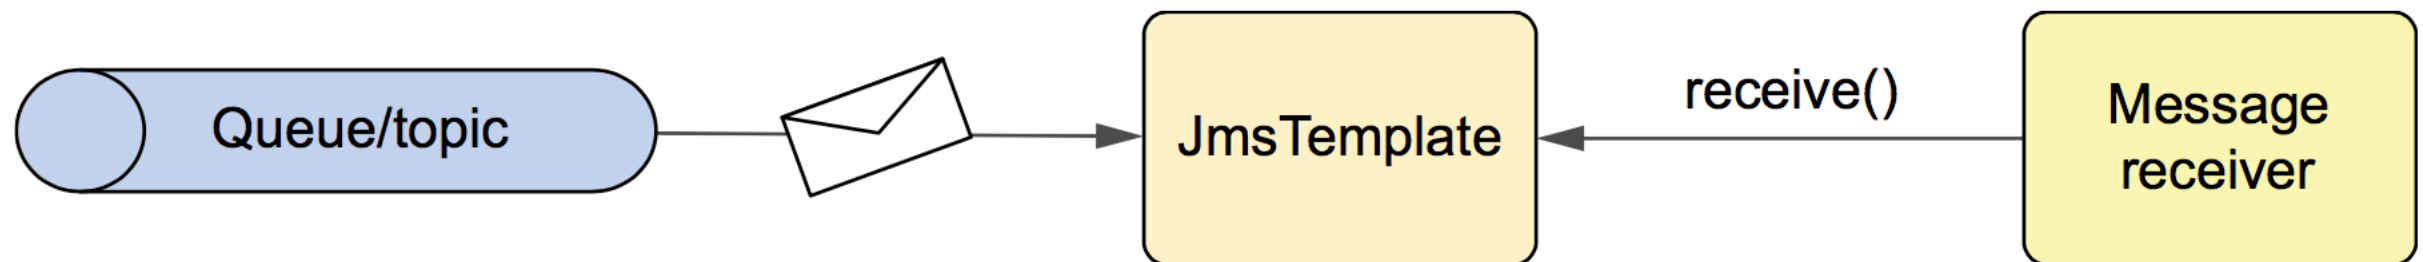 Queue/topic
JmsTemplate
receive()
Message
receiver